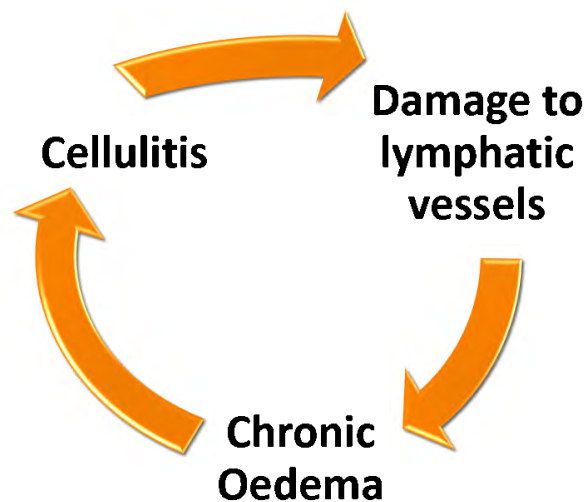 Cellulitis
Damage to
lymphatic
vessels
Chronic
Oedema